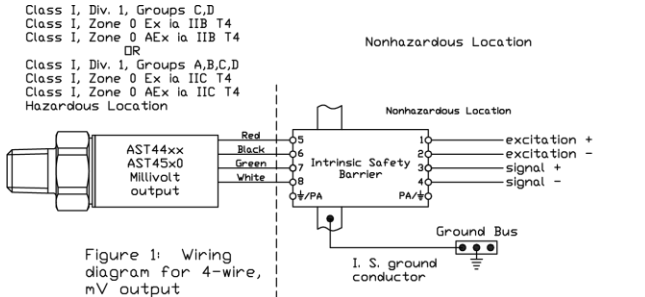 Class I, Div. 1, Groups C,D
Class I, Zone 0 Ex ia IIB T4
Class I, Zone 0 AEx ia IIB T4
OR
Class I, Div. 1, Groups A,B,C,D
Class I, Zone 0 Ex ia IIC T4
Class I, Zone 0 AEx ia IIC T4
Hazardous Location
Nonhazardous Location
Nonhazardous Location
AST44xx
AST45x0
Millivolt
output
Red
Black
Green
White
5
6
7
8
/PA
Intrinsic Safety
Barrier
1
2
3
4
PA/
excitation +
excitation -
signal +
signal -
Ground Bus
I. S. ground
conductor
Figure 1: Wiring
diagram for 4-wire,
mV output